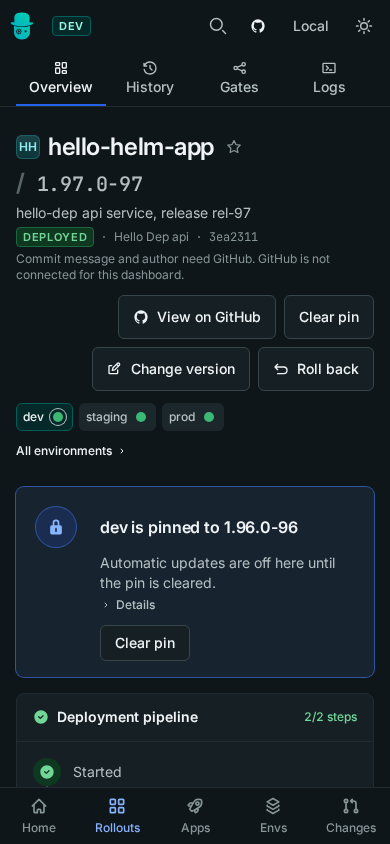 DEV
Local
Overview
History
Gates
Logs
HH hello-helm-app
/ 1.97.0-97
hello-dep api service, release rel-97
DEPLOYED · Hello Dep api · 3ea2311
Commit message and author need GitHub. GitHub is not
connected for this dashboard.
View on GitHub
Clear pin
Change version
Roll back
dev
staging
prod
All environments ›
dev is pinned to 1.96.0-96
Automatic updates are off here until
the pin is cleared.
› Details
Clear pin
Deployment pipeline
2/2 steps
Started
Home
Rollouts
Apps
Envs
Changes